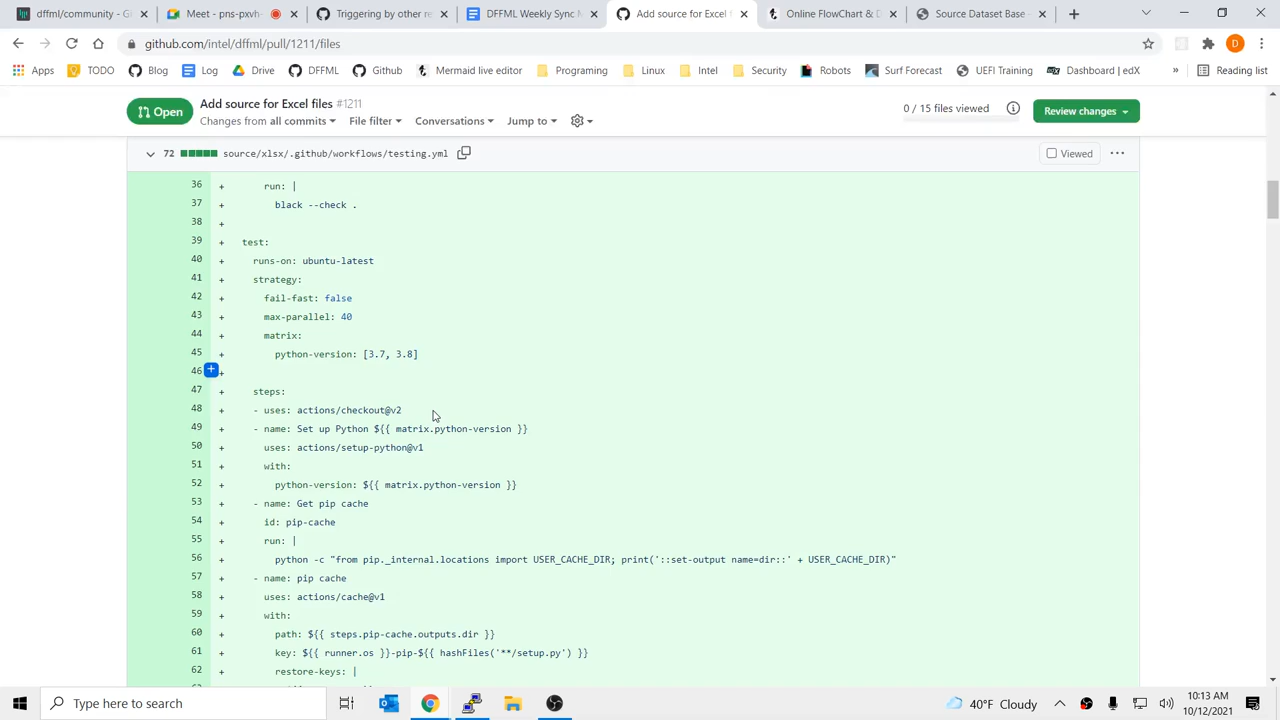 dffml/community - G
Meet - pns-pxvh-
Triggering by other re
DFFML Weekly Sync M
Add source for Excel f
Online FlowChart & D
Source Dataset Base -
github.com/intel/dffml/pull/1211/files
D
Apps
TODO
Blog
Log
Drive
DFFML
Github
Mermaid live editor
Programing
Linux
Intel
Security
Robots
Surf Forecast
UEFI Training
Dashboard | edX
»
Reading list
Open
Add source for Excel files #1211
Changes from all commits
File filter
Conversations
Jump to
0 / 15 files viewed
Review changes
72
source/xlsx/.github/workflows/testing.yml
Viewed
36 + run: |
37 + black --check .
38 +
39 + test:
40 + runs-on: ubuntu-latest
41 + strategy:
42 + fail-fast: false
43 + max-parallel: 40
44 + matrix:
45 + python-version: [3.7, 3.8]
46 +
47 + steps:
48 + - uses: actions/checkout@v2
49 + - name: Set up Python ${{ matrix.python-version }}
50 + uses: actions/setup-python@v1
51 + with:
52 + python-version: ${{ matrix.python-version }}
53 + - name: Get pip cache
54 + id: pip-cache
55 + run: |
56 + python -c "from pip._internal.locations import USER_CACHE_DIR; print('::set-output name=dir::' + USER_CACHE_DIR)"
57 + - name: pip cache
58 + uses: actions/cache@v1
59 + with:
60 + path: ${{ steps.pip-cache.outputs.dir }}
61 + key: ${{ runner.os }}-pip-${{ hashFiles('**/setup.py') }}
62 + restore-keys: |
Type here to search
40°F Cloudy
10:13 AM
10/12/2021